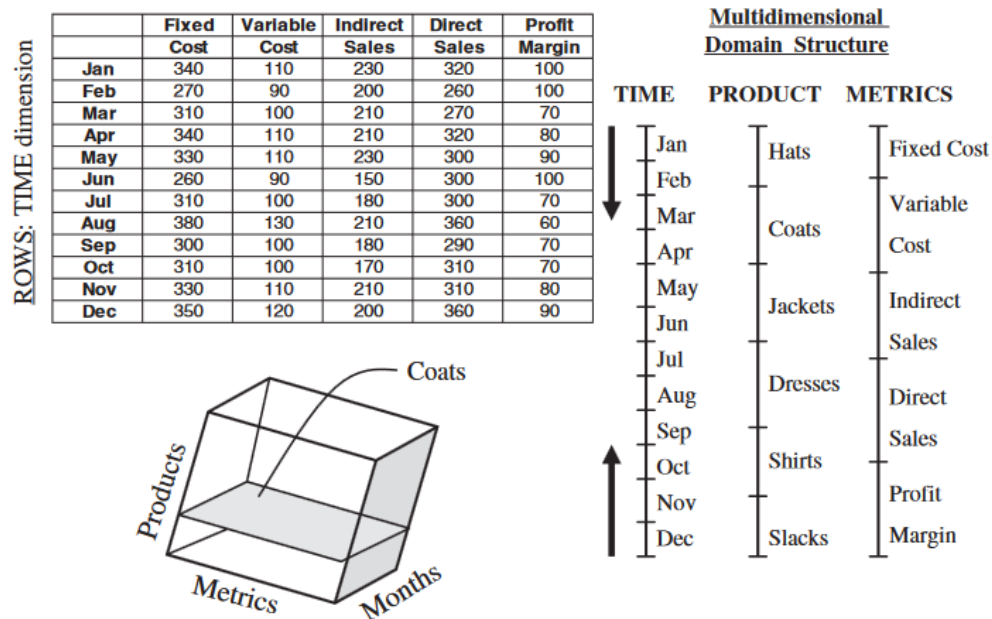 ROWS: TIME dimension
Fixed Variable Indirect Direct Profit
Cost Cost Sales Sales Margin
Jan 340 110 230 320 100
Feb 270 90 200 260 100
Mar 310 100 210 270 70
Apr 340 110 210 320 80
May 330 110 230 300 90
Jun 260 90 150 300 100
Jul 310 100 180 300 70
Aug 380 130 210 360 60
Sep 300 100 180 290 70
Oct 310 100 170 310 70
Nov 330 110 210 310 80
Dec 350 120 200 360 90
Coats
Products
Metrics
Months
Multidimensional
Domain Structure
TIME PRODUCT METRICS
Jan
Feb
Mar
Apr
May
Jun
Jul
Aug
Sep
Oct
Nov
Dec
Hats
Coats
Jackets
Dresses
Shirts
Slacks
Fixed Cost
Variable
Cost
Indirect
Sales
Direct
Sales
Profit
Margin